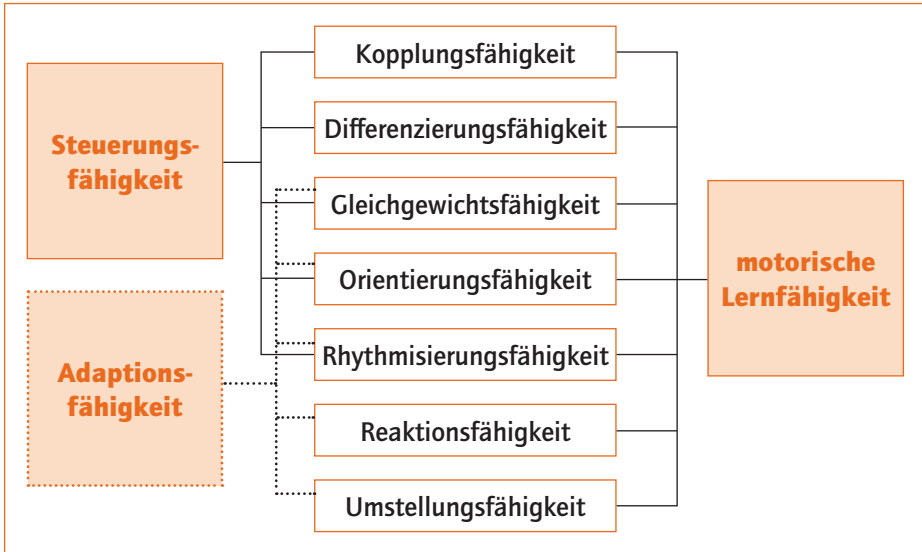 Steuerungs-
fähigkeit
Adaptions-
fähigkeit
Kopplungsfähigkeit
Differenzierungsfähigkeit
Gleichgewichtsfähigkeit
Orientierungsfähigkeit
Rhythmisierungsfähigkeit
Reaktionsfähigkeit
Umstellungsfähigkeit
motorische
Lernfähigkeit